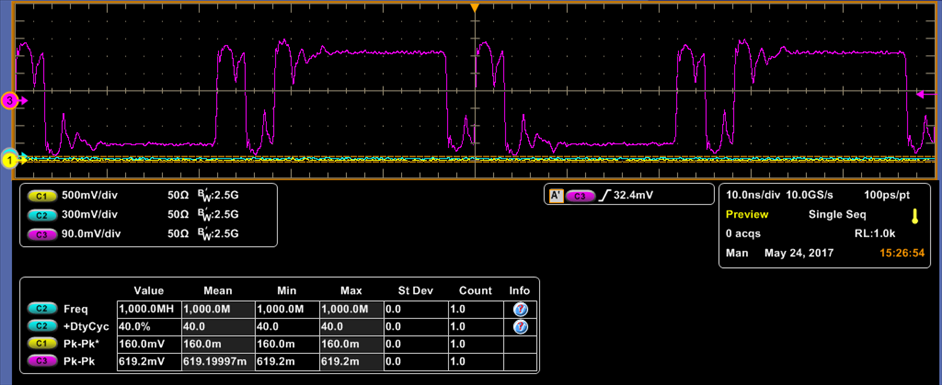 3
1
C1 500mV/div 50Ω BW:2.5G
C2 300mV/div 50Ω BW:2.5G
C3 90.0mV/div 50Ω BW:2.5G
A' C3 32.4mV
10.0ns/div 10.0GS/s 100ps/pt
Preview Single Seq
0 acqs RL:1.0k
Man May 24, 2017 15:26:54
Value Mean Min Max St Dev Count Info
C2 Freq 1,000.0MH 1,000.0M 1,000.0M 1,000.0M 0.0 1.0
C2 +DtyCyc 40.0% 40.0 40.0 40.0 0.0 1.0
C1 Pk-Pk* 160.0mV 160.0m 160.0m 160.0m 0.0 1.0
C3 Pk-Pk 619.2mV 619.19997m 619.2m 619.2m 0.0 1.0